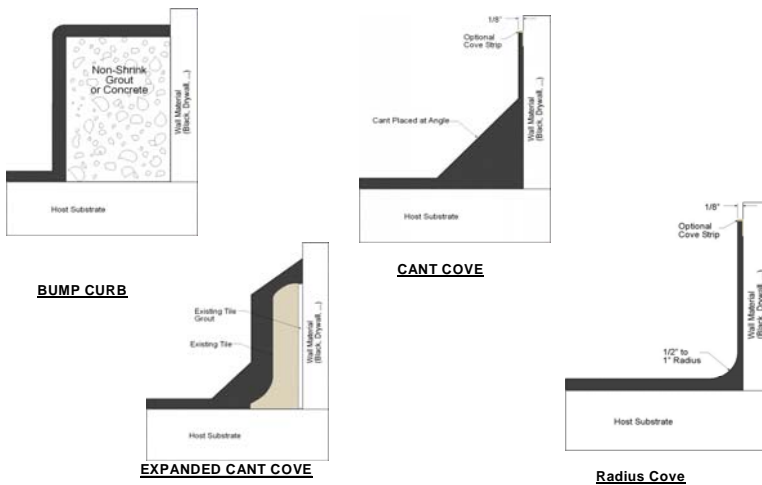 Non-Shrink
Grout
or Concrete
Wall Material
(Black, Drywall, ...)
Host Substrate
BUMP CURB
1/8"
Optional
Cove Strip
Cant Placed at Angle
Wall Material
(Black, Drywall, ...)
Host Substrate
CANT COVE
Existing Tile
Grout
Existing Tile
Wall Material
(Black, Drywall, ...)
Host Substrate
EXPANDED CANT COVE
1/8"
Optional
Cove Strip
1/2" to
1" Radius
Wall Material
(Black, Drywall, ...)
Host Substrate
Radius Cove